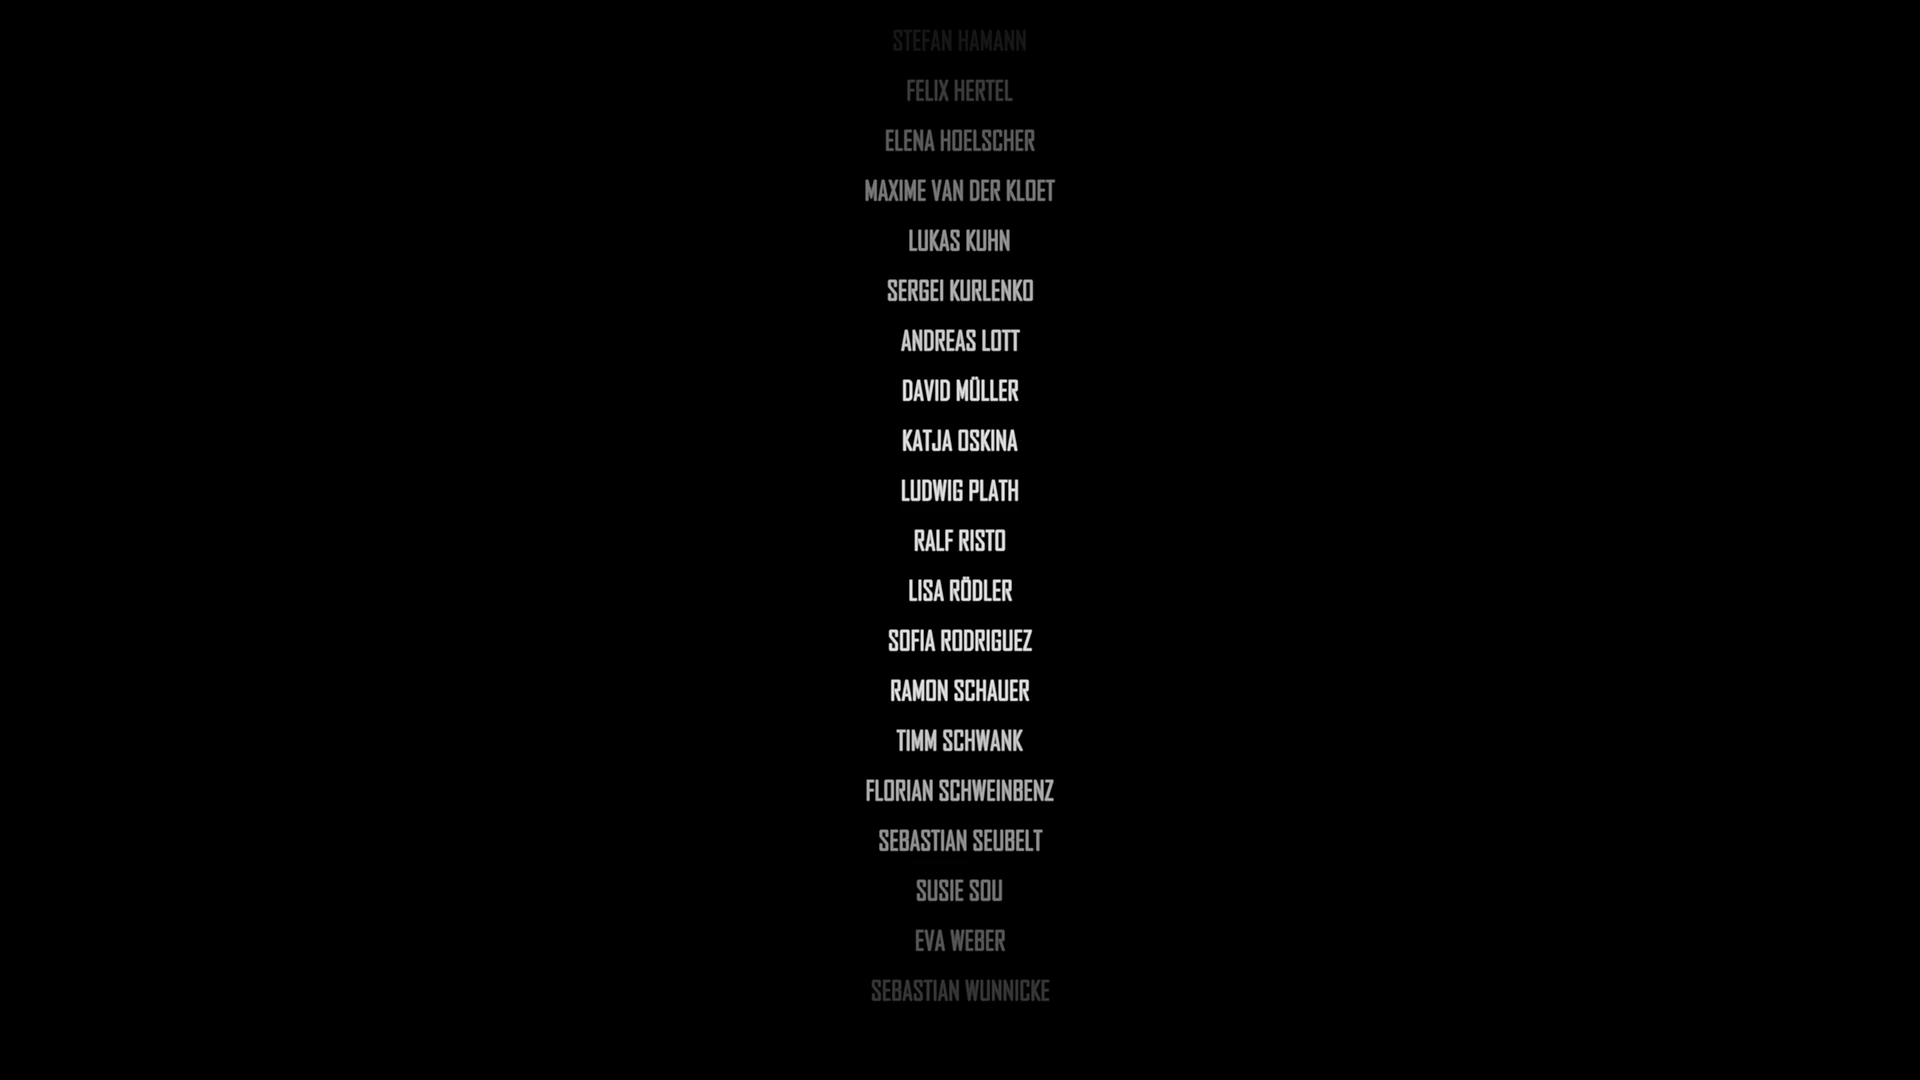 STEFAN HAMANN
FELIX HERTEL
ELENA HOELSCHER
MAXIME VAN DER KLOET
LUKAS KUHN
SERGEI KURLENKO
ANDREAS LOTT
DAVID MÜLLER
KATJA OSKINA
LUDWIG PLATH
RALF RISTO
LISA RÖDLER
SOFIA RODRIGUEZ
RAMON SCHAUER
TIMM SCHWANK
FLORIAN SCHWEINBENZ
SEBASTIAN SEUBELT
SUSIE SOU
EVA WEBER
SEBASTIAN WUNNICKE